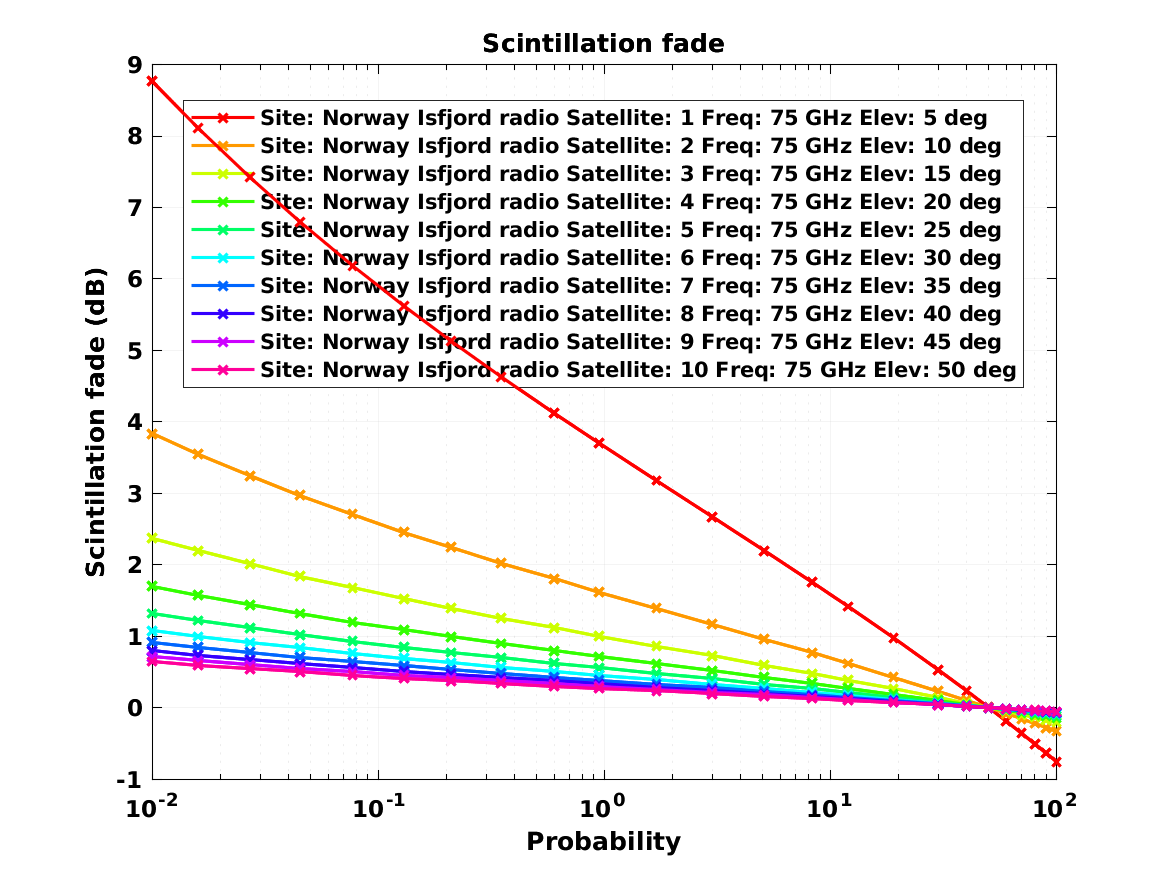 Scintillation fade
9
8
7
6
5
4
3
2
1
0
-1
Scintillation fade (dB)
Site: Norway Isfjord radio Satellite: 1 Freq: 75 GHz Elev: 5 deg
Site: Norway Isfjord radio Satellite: 2 Freq: 75 GHz Elev: 10 deg
Site: Norway Isfjord radio Satellite: 3 Freq: 75 GHz Elev: 15 deg
Site: Norway Isfjord radio Satellite: 4 Freq: 75 GHz Elev: 20 deg
Site: Norway Isfjord radio Satellite: 5 Freq: 75 GHz Elev: 25 deg
Site: Norway Isfjord radio Satellite: 6 Freq: 75 GHz Elev: 30 deg
Site: Norway Isfjord radio Satellite: 7 Freq: 75 GHz Elev: 35 deg
Site: Norway Isfjord radio Satellite: 8 Freq: 75 GHz Elev: 40 deg
Site: Norway Isfjord radio Satellite: 9 Freq: 75 GHz Elev: 45 deg
Site: Norway Isfjord radio Satellite: 10 Freq: 75 GHz Elev: 50 deg
10^-2 10^-1 10^0 10^1 10^2
Probability